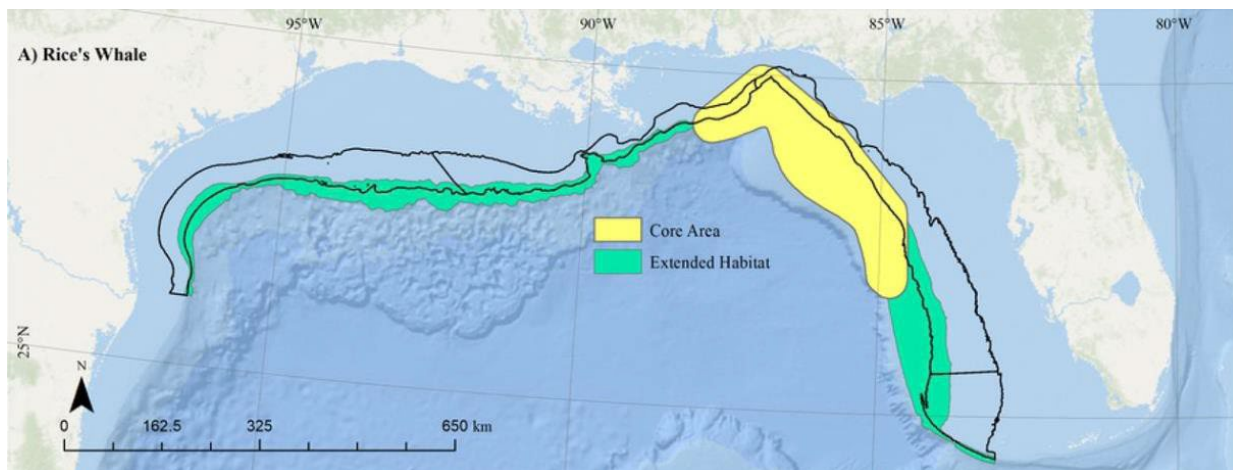 95°W 90°W 85°W 80°W
A) Rice's Whale
Core Area
Extended Habitat
25°N
N
0 162.5 325 650 km